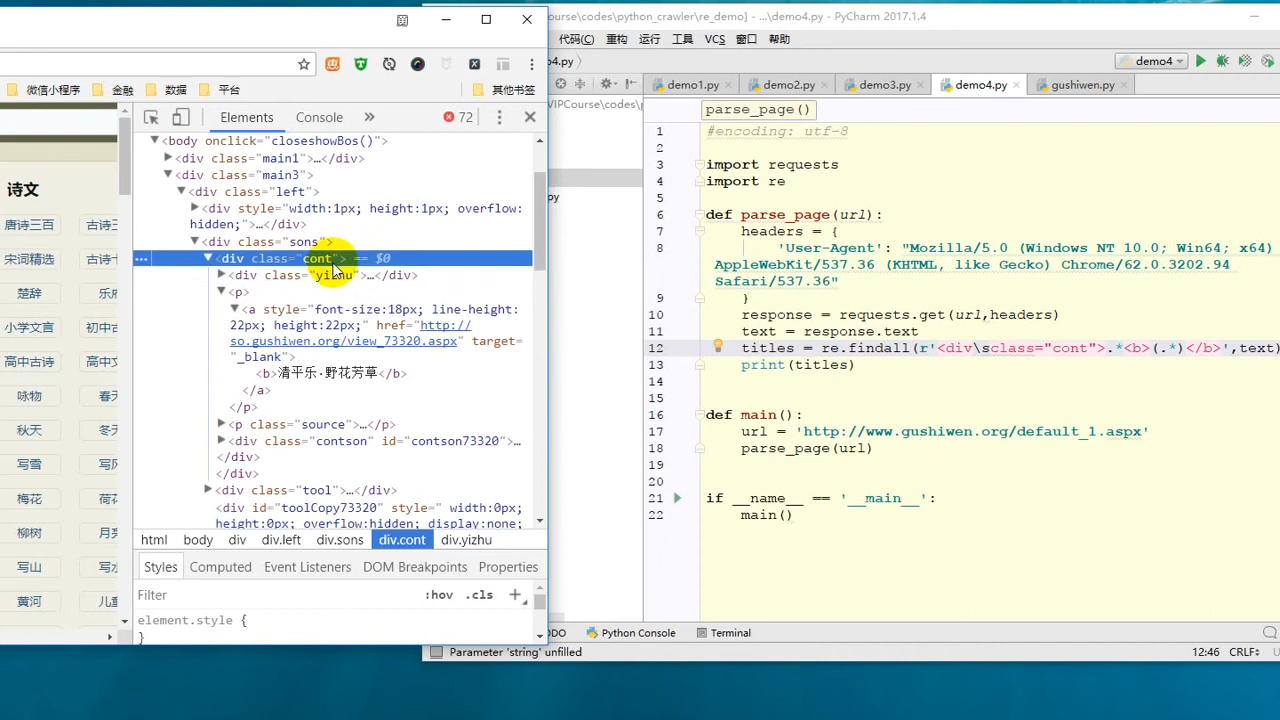 ourse\codes\python_crawler\re_demo] - ...\demo4.py - PyCharm 2017.1.4
代码(C) 重构 运行 工具 VCS 窗口 帮助
微信小程序 金融 数据 平台 其他书签
o4.py
demo4
demo1.py demo2.py demo3.py demo4.py gushiwen.py
VIPCourse\codes\p
py
Elements Console » 72
诗文
唐诗三百 古诗三
宋词精选 古诗十
楚辞 乐府
小学文言 初中古
高中古诗 高中文
咏物 春天
秋天 冬天
写雪 写风
梅花 荷花
柳树 月亮
写山 写水
黄河 儿童
<body onclick="closeshowBos()">
<div class="main1">…</div>
<div class="main3">
<div class="left">
<div style="width:1px; height:1px; overflow:
hidden;">…</div>
<div class="sons">
<div class="cont"> == $0
<div class="yizhu">…</div>
<p>
<a style="font-size:18px; line-height:
22px; height:22px;" href="http://
so.gushiwen.org/view_73320.aspx" target=
"_blank">
<b>清平乐·野花芳草</b>
</a>
</p>
<p class="source">…</p>
<div class="contson" id="contson73320">…
</div>
</div>
<div class="tool">…</div>
<div id="toolCopy73320" style=" width:0px;
height:0px; overflow:hidden; display:none;
html body div div.left div.sons div.cont div.yizhu
Styles Computed Event Listeners DOM Breakpoints Properties
Filter :hov .cls +
element.style {
}
parse_page()
1 #encoding: utf-8
2
3 import requests
4 import re
5
6 def parse_page(url):
7 headers = {
8 'User-Agent': "Mozilla/5.0 (Windows NT 10.0; Win64; x64)
AppleWebKit/537.36 (KHTML, like Gecko) Chrome/62.0.3202.94
Safari/537.36"
9 }
10 response = requests.get(url,headers)
11 text = response.text
12 titles = re.findall(r'<div\sclass="cont">.*<b>(.*)</b>',text)
13 print(titles)
14
15
16 def main():
17 url = 'http://www.gushiwen.org/default_1.aspx'
18 parse_page(url)
19
20
21 if __name__ == '__main__':
22 main()
ODO Python Console Terminal
Parameter 'string' unfilled 12:46 CRLF